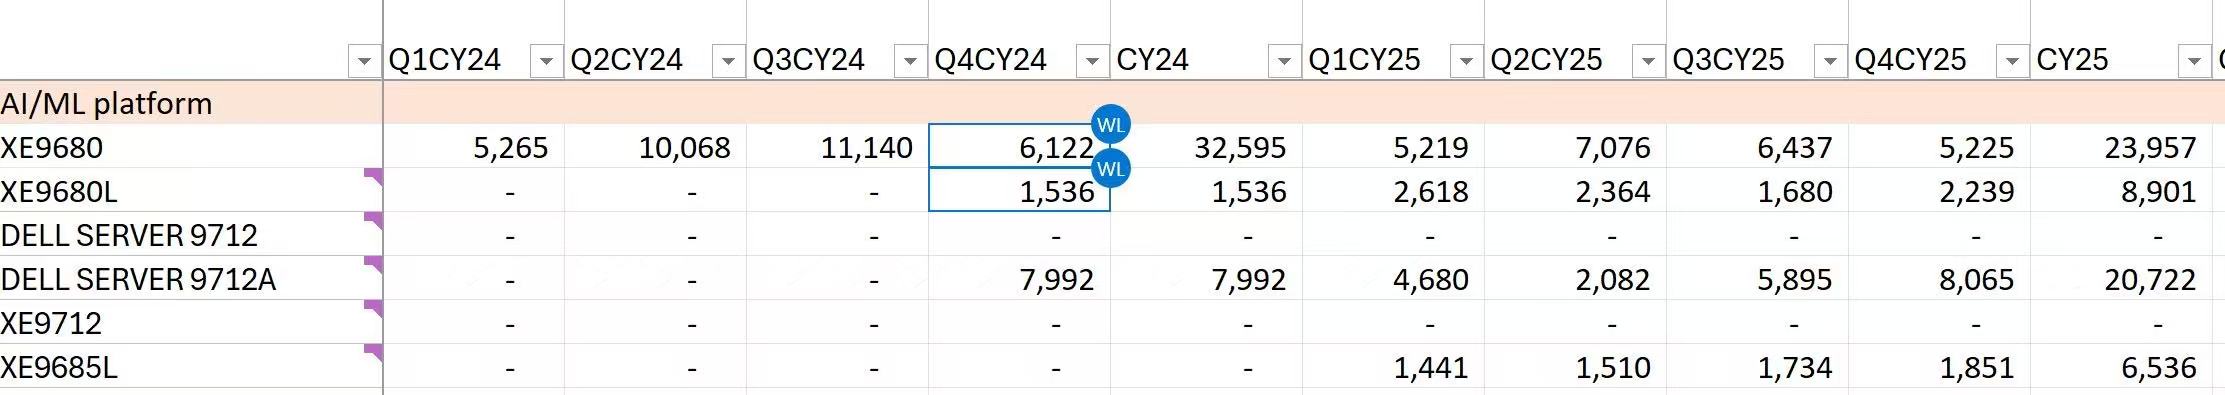 Q1CY24 Q2CY24 Q3CY24 Q4CY24 CY24 Q1CY25 Q2CY25 Q3CY25 Q4CY25 CY25
AI/ML platform
WL
XE9680 5,265 10,068 11,140 6,122 32,595 5,219 7,076 6,437 5,225 23,957
WL
XE9680L - - - 1,536 1,536 2,618 2,364 1,680 2,239 8,901
DELL SERVER 9712 - - - - - - - - - -
DELL SERVER 9712A - - - 7,992 7,992 4,680 2,082 5,895 8,065 20,722
XE9712 - - - - - - - - - -
XE9685L - - - - - 1,441 1,510 1,734 1,851 6,536